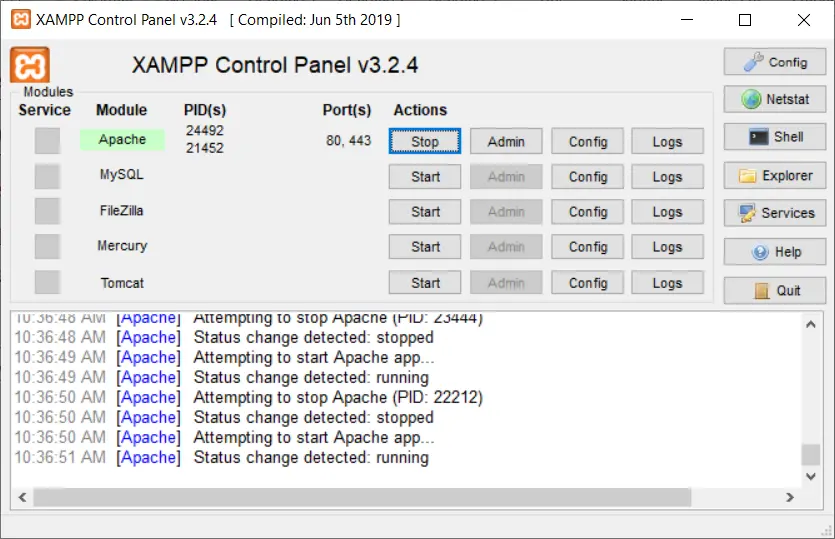 XAMPP Control Panel v3.2.4 [ Compiled: Jun 5th 2019 ]
XAMPP Control Panel v3.2.4
Config
Modules
Service Module PID(s) Port(s) Actions
Netstat
Apache 24492 21452 80, 443 Stop Admin Config Logs
Shell
MySQL Start Admin Config Logs
Explorer
FileZilla Start Admin Config Logs
Services
Mercury Start Admin Config Logs
Help
Tomcat Start Admin Config Logs
Quit
10:36:48 AM [Apache] Attempting to stop Apache (PID: 23444)
10:36:48 AM [Apache] Status change detected: stopped
10:36:49 AM [Apache] Attempting to start Apache app...
10:36:49 AM [Apache] Status change detected: running
10:36:50 AM [Apache] Attempting to stop Apache (PID: 22212)
10:36:50 AM [Apache] Status change detected: stopped
10:36:50 AM [Apache] Attempting to start Apache app...
10:36:51 AM [Apache] Status change detected: running